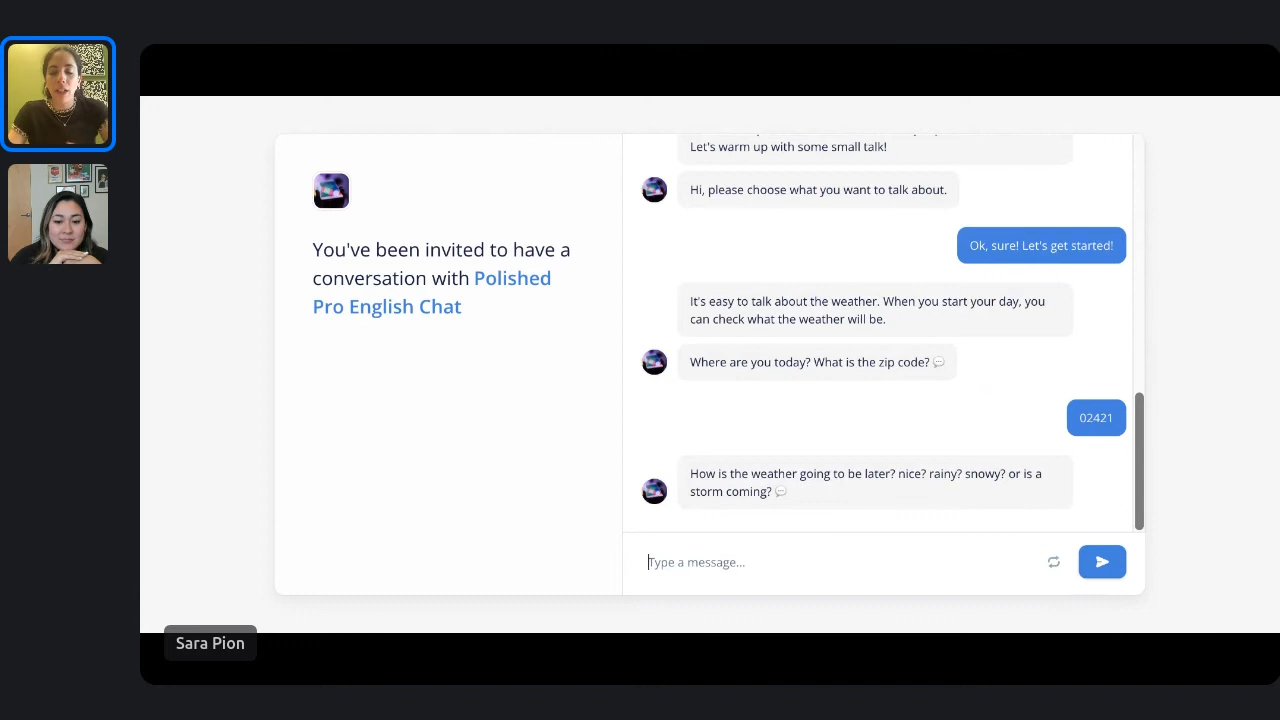 Let's warm up with some small talk!
Hi, please choose what you want to talk about.
You've been invited to have a
conversation with Polished
Pro English Chat
Ok, sure! Let's get started!
It's easy to talk about the weather. When you start your day, you
can check what the weather will be.
Where are you today? What is the zip code? 💬
02421
How is the weather going to be later? nice? rainy? snowy? or is a
storm coming? 💬
Type a message...
Sara Pion